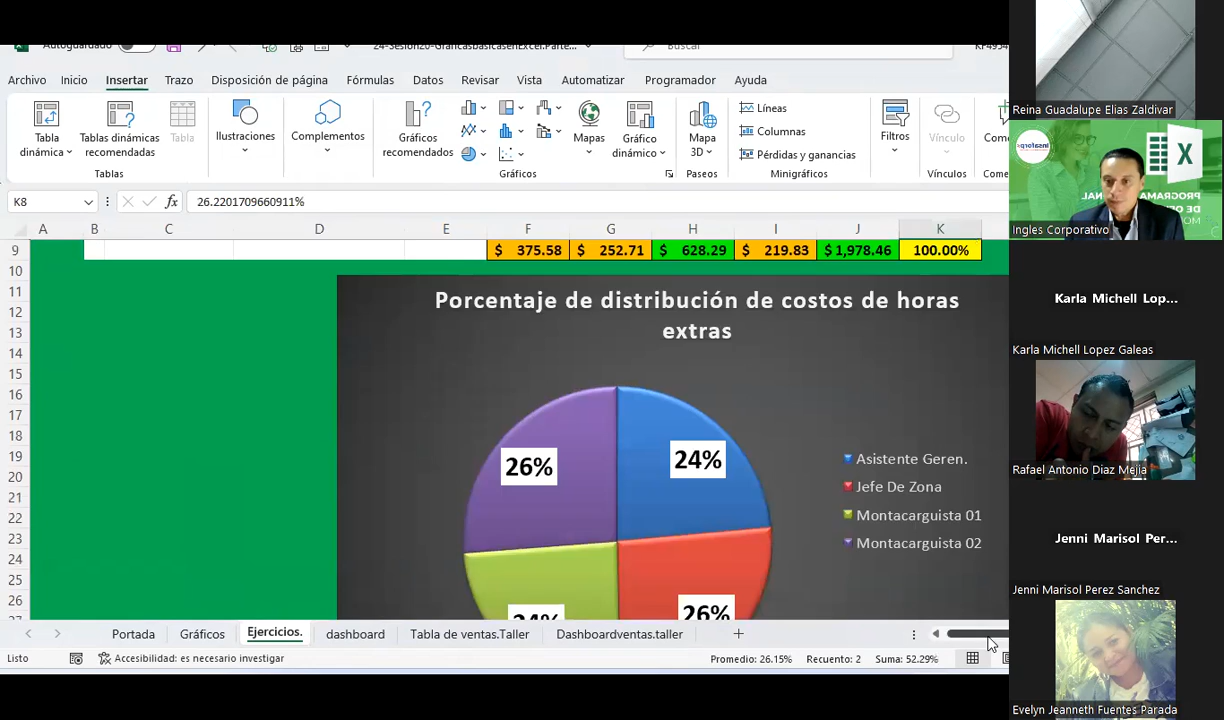 Autoguardado
24-Sesión20-GráficasbásicasenExcel.Parte...
Buscar
Archivo Inicio Insertar Trazo Disposición de página Fórmulas Datos Revisar Vista Automatizar Programador Ayuda
Tabla dinámica
Tablas dinámicas recomendadas
Tabla
Ilustraciones
Complementos
Gráficos recomendados
Mapas
Gráfico dinámico
Mapa 3D
Líneas
Columnas
Pérdidas y ganancias
Filtros
Vínculo
Tablas Gráficos Paseos Minigráficos Vínculos
K8 fx 26.2201709660911%
A B C D E F G H I J K
9 $ 375.58 $ 252.71 $ 628.29 $ 219.83 $ 1,978.46 100.00%
10
11
12
13
14
15
16
17
18
19
20
21
22
23
24
25
26
Porcentaje de distribución de costos de horas
extras
26%
24%
24%
26%
Asistente Geren.
Jefe De Zona
Montacarguista 01
Montacarguista 02
Portada Gráficos Ejercicios. dashboard Tabla de ventas.Taller Dashboardventas.taller
Listo Accesibilidad: es necesario investigar Promedio: 26.15% Recuento: 2 Suma: 52.29%
Reina Guadalupe Elías Zaldivar
Insaforp
X
Ingles Corporativo
Karla Michell Lop...
Karla Michell Lopez Galeas
Rafael Antonio Diaz Mejia
Jenni Marisol Per...
Jenni Marisol Perez Sanchez
Evelyn Jeanneth Fuentes Parada